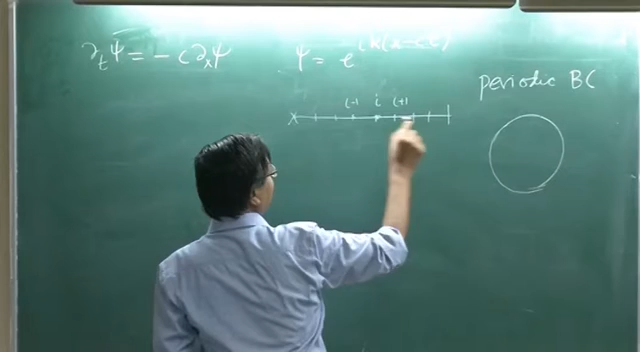 ∂ₜΨ = − c∂ₓΨ
Ψ = e^{ik(x−ct)}
periodic BC
i-1 i i+1